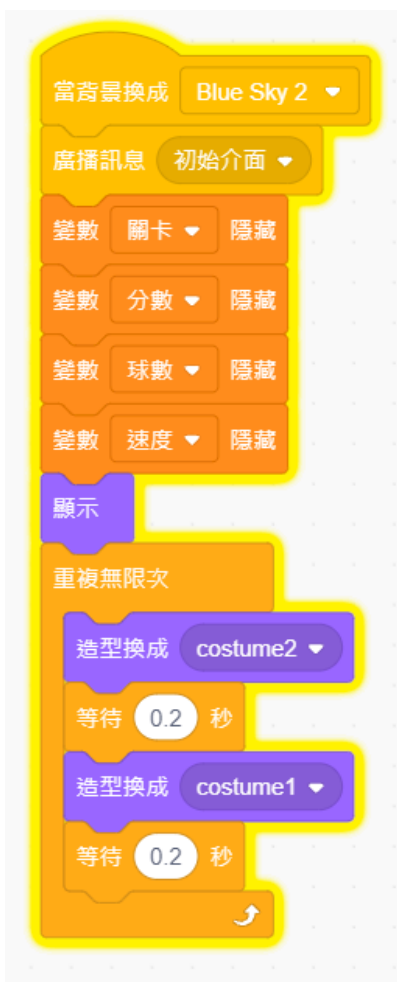 當背景換成 Blue Sky 2
廣播訊息 初始介面
變數 關卡 隱藏
變數 分數 隱藏
變數 球數 隱藏
變數 速度 隱藏
顯示
重複無限次
造型換成 costume2
等待 0.2 秒
造型換成 costume1
等待 0.2 秒